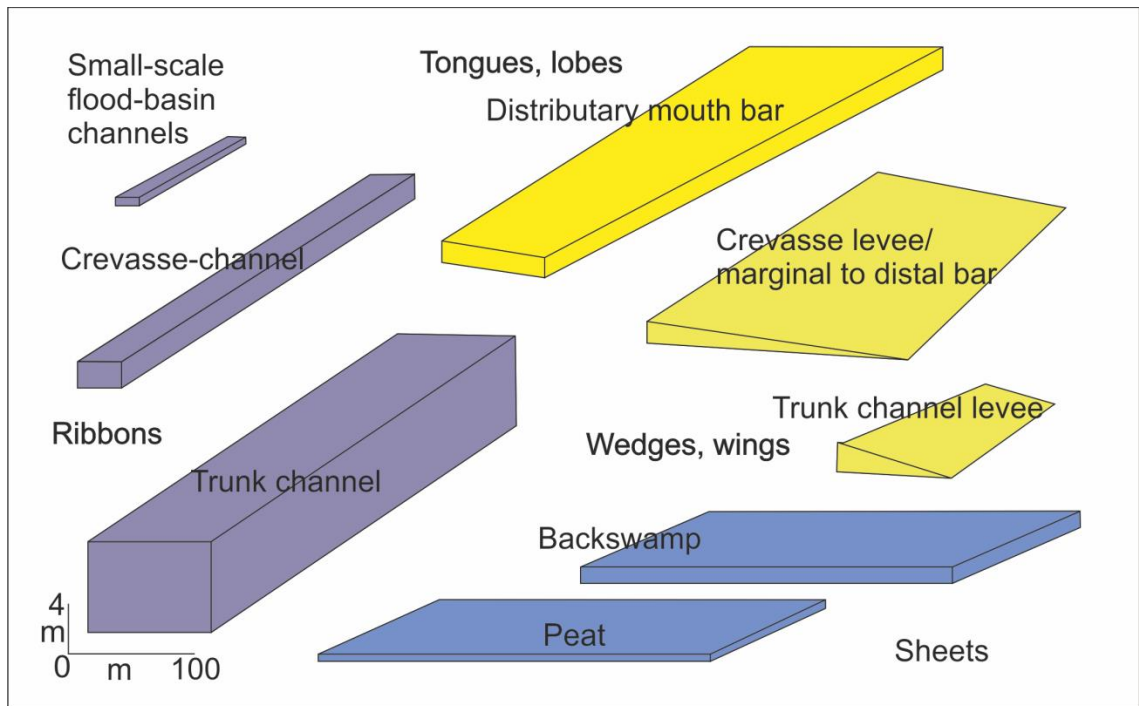 Small-scale
flood-basin
channels
Tongues, lobes
Distributary mouth bar
Crevasse-channel
Crevasse levee/
marginal to distal bar
Ribbons
Trunk channel
Trunk channel levee
Wedges, wings
Backswamp
Peat
Sheets
4
m
0 m 100